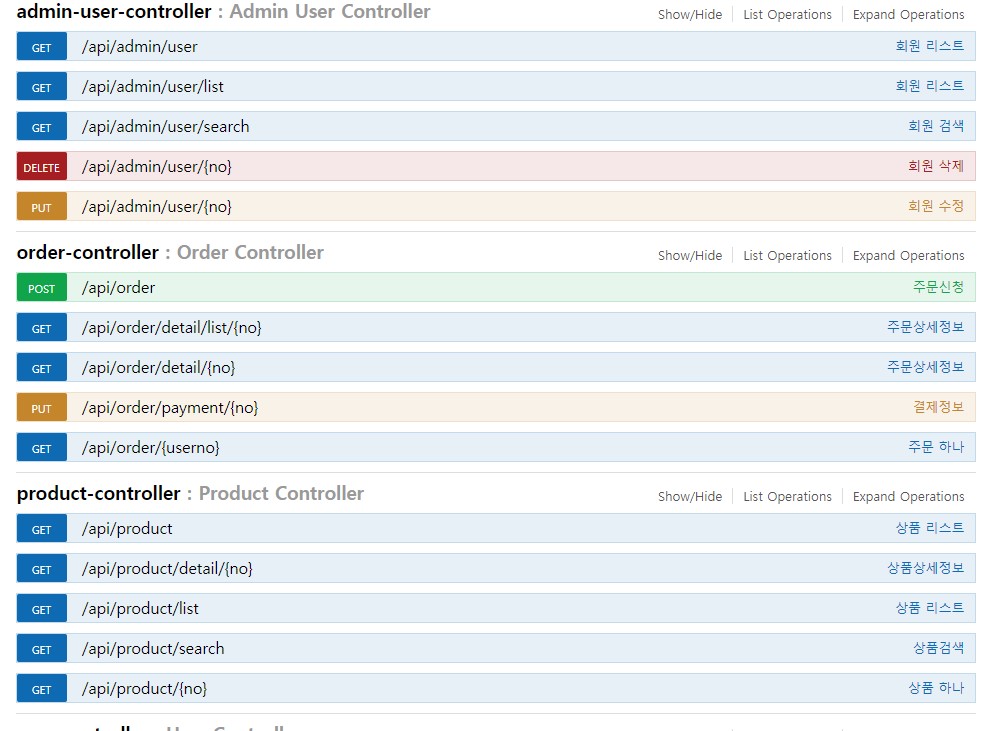 admin-user-controller : Admin User Controller Show/Hide List Operations Expand Operations
GET /api/admin/user 회원 리스트
GET /api/admin/user/list 회원 리스트
GET /api/admin/user/search 회원 검색
DELETE /api/admin/user/{no} 회원 삭제
PUT /api/admin/user/{no} 회원 수정
order-controller : Order Controller Show/Hide List Operations Expand Operations
POST /api/order 주문신청
GET /api/order/detail/list/{no} 주문상세정보
GET /api/order/detail/{no} 주문상세정보
PUT /api/order/payment/{no} 결제정보
GET /api/order/{userno} 주문 하나
product-controller : Product Controller Show/Hide List Operations Expand Operations
GET /api/product 상품 리스트
GET /api/product/detail/{no} 상품상세정보
GET /api/product/list 상품 리스트
GET /api/product/search 상품검색
GET /api/product/{no} 상품 하나